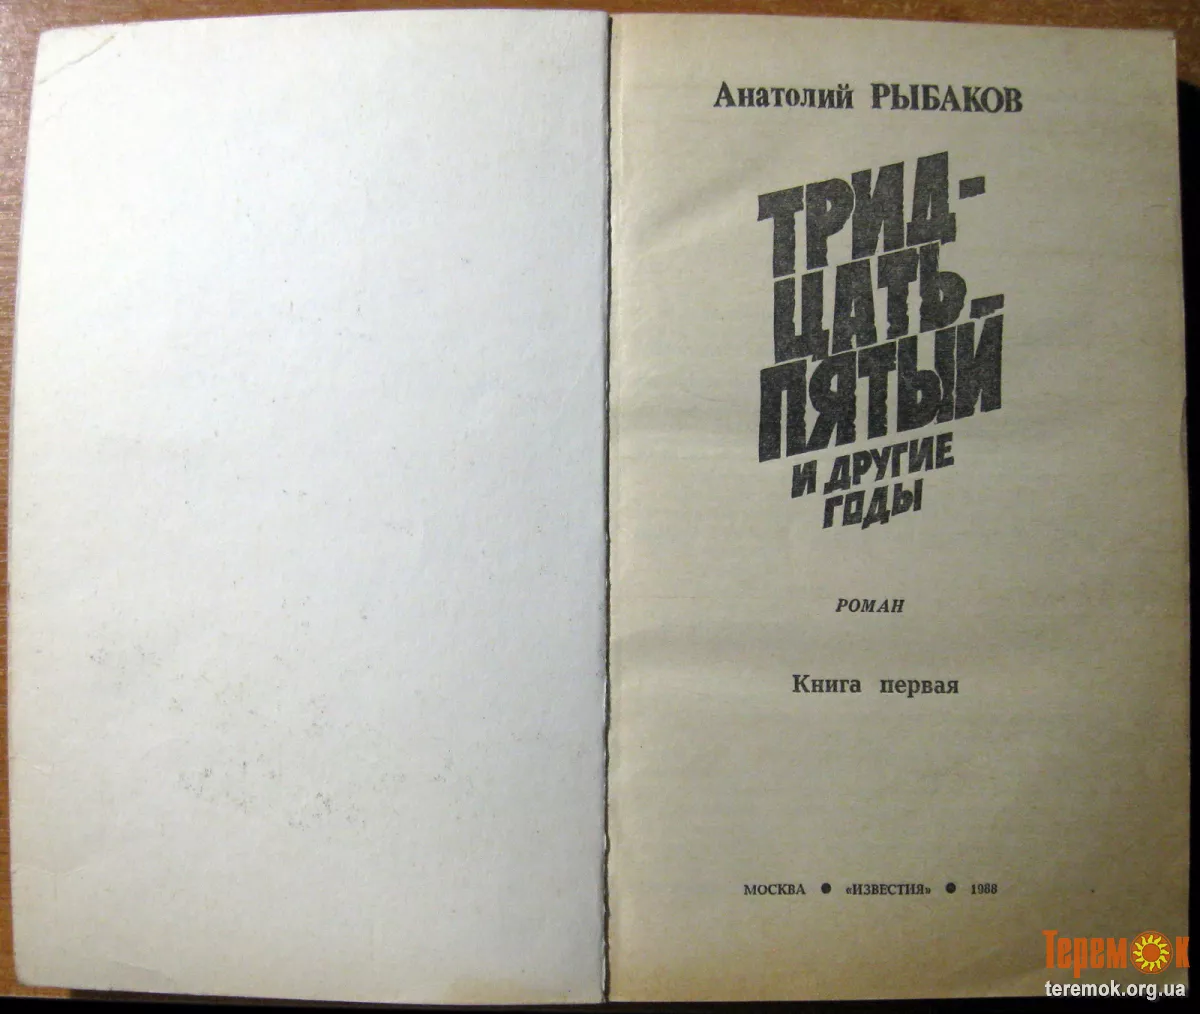 Анатолий РЫБАКОВ
ТРИД-
ЦАТЬ
ПЯТЫЙ
И ДРУГИЕ
ГОДЫ
РОМАН
Книга первая
МОСКВА ● «ИЗВЕСТИЯ» ● 1988
Теремок
teremok.org.ua